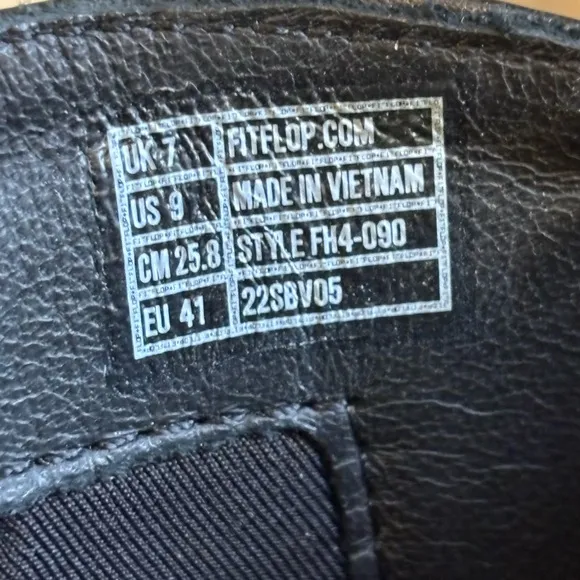 UK 7 FITFLOP.COM
US 9 MADE IN VIETNAM
CM 25.8 STYLE FH4-090
EU 41 22SBV05